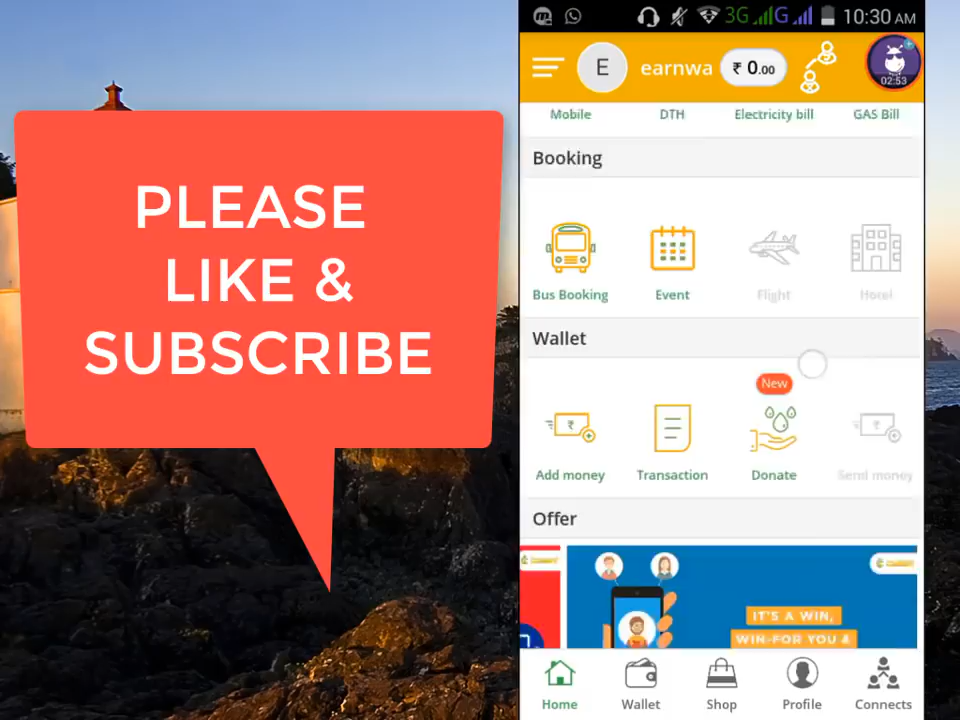 PLEASE
LIKE &
SUBSCRIBE
3G G 10:30 AM
E earnwa ₹ 0.00
02:53
Mobile DTH Electricity bill GAS Bill
Booking
Bus Booking Event Flight Hotel
Wallet
New
Add money Transaction Donate Send money
Offer
IT'S A WIN,
WIN-FOR YOU &
Home Wallet Shop Profile Connects